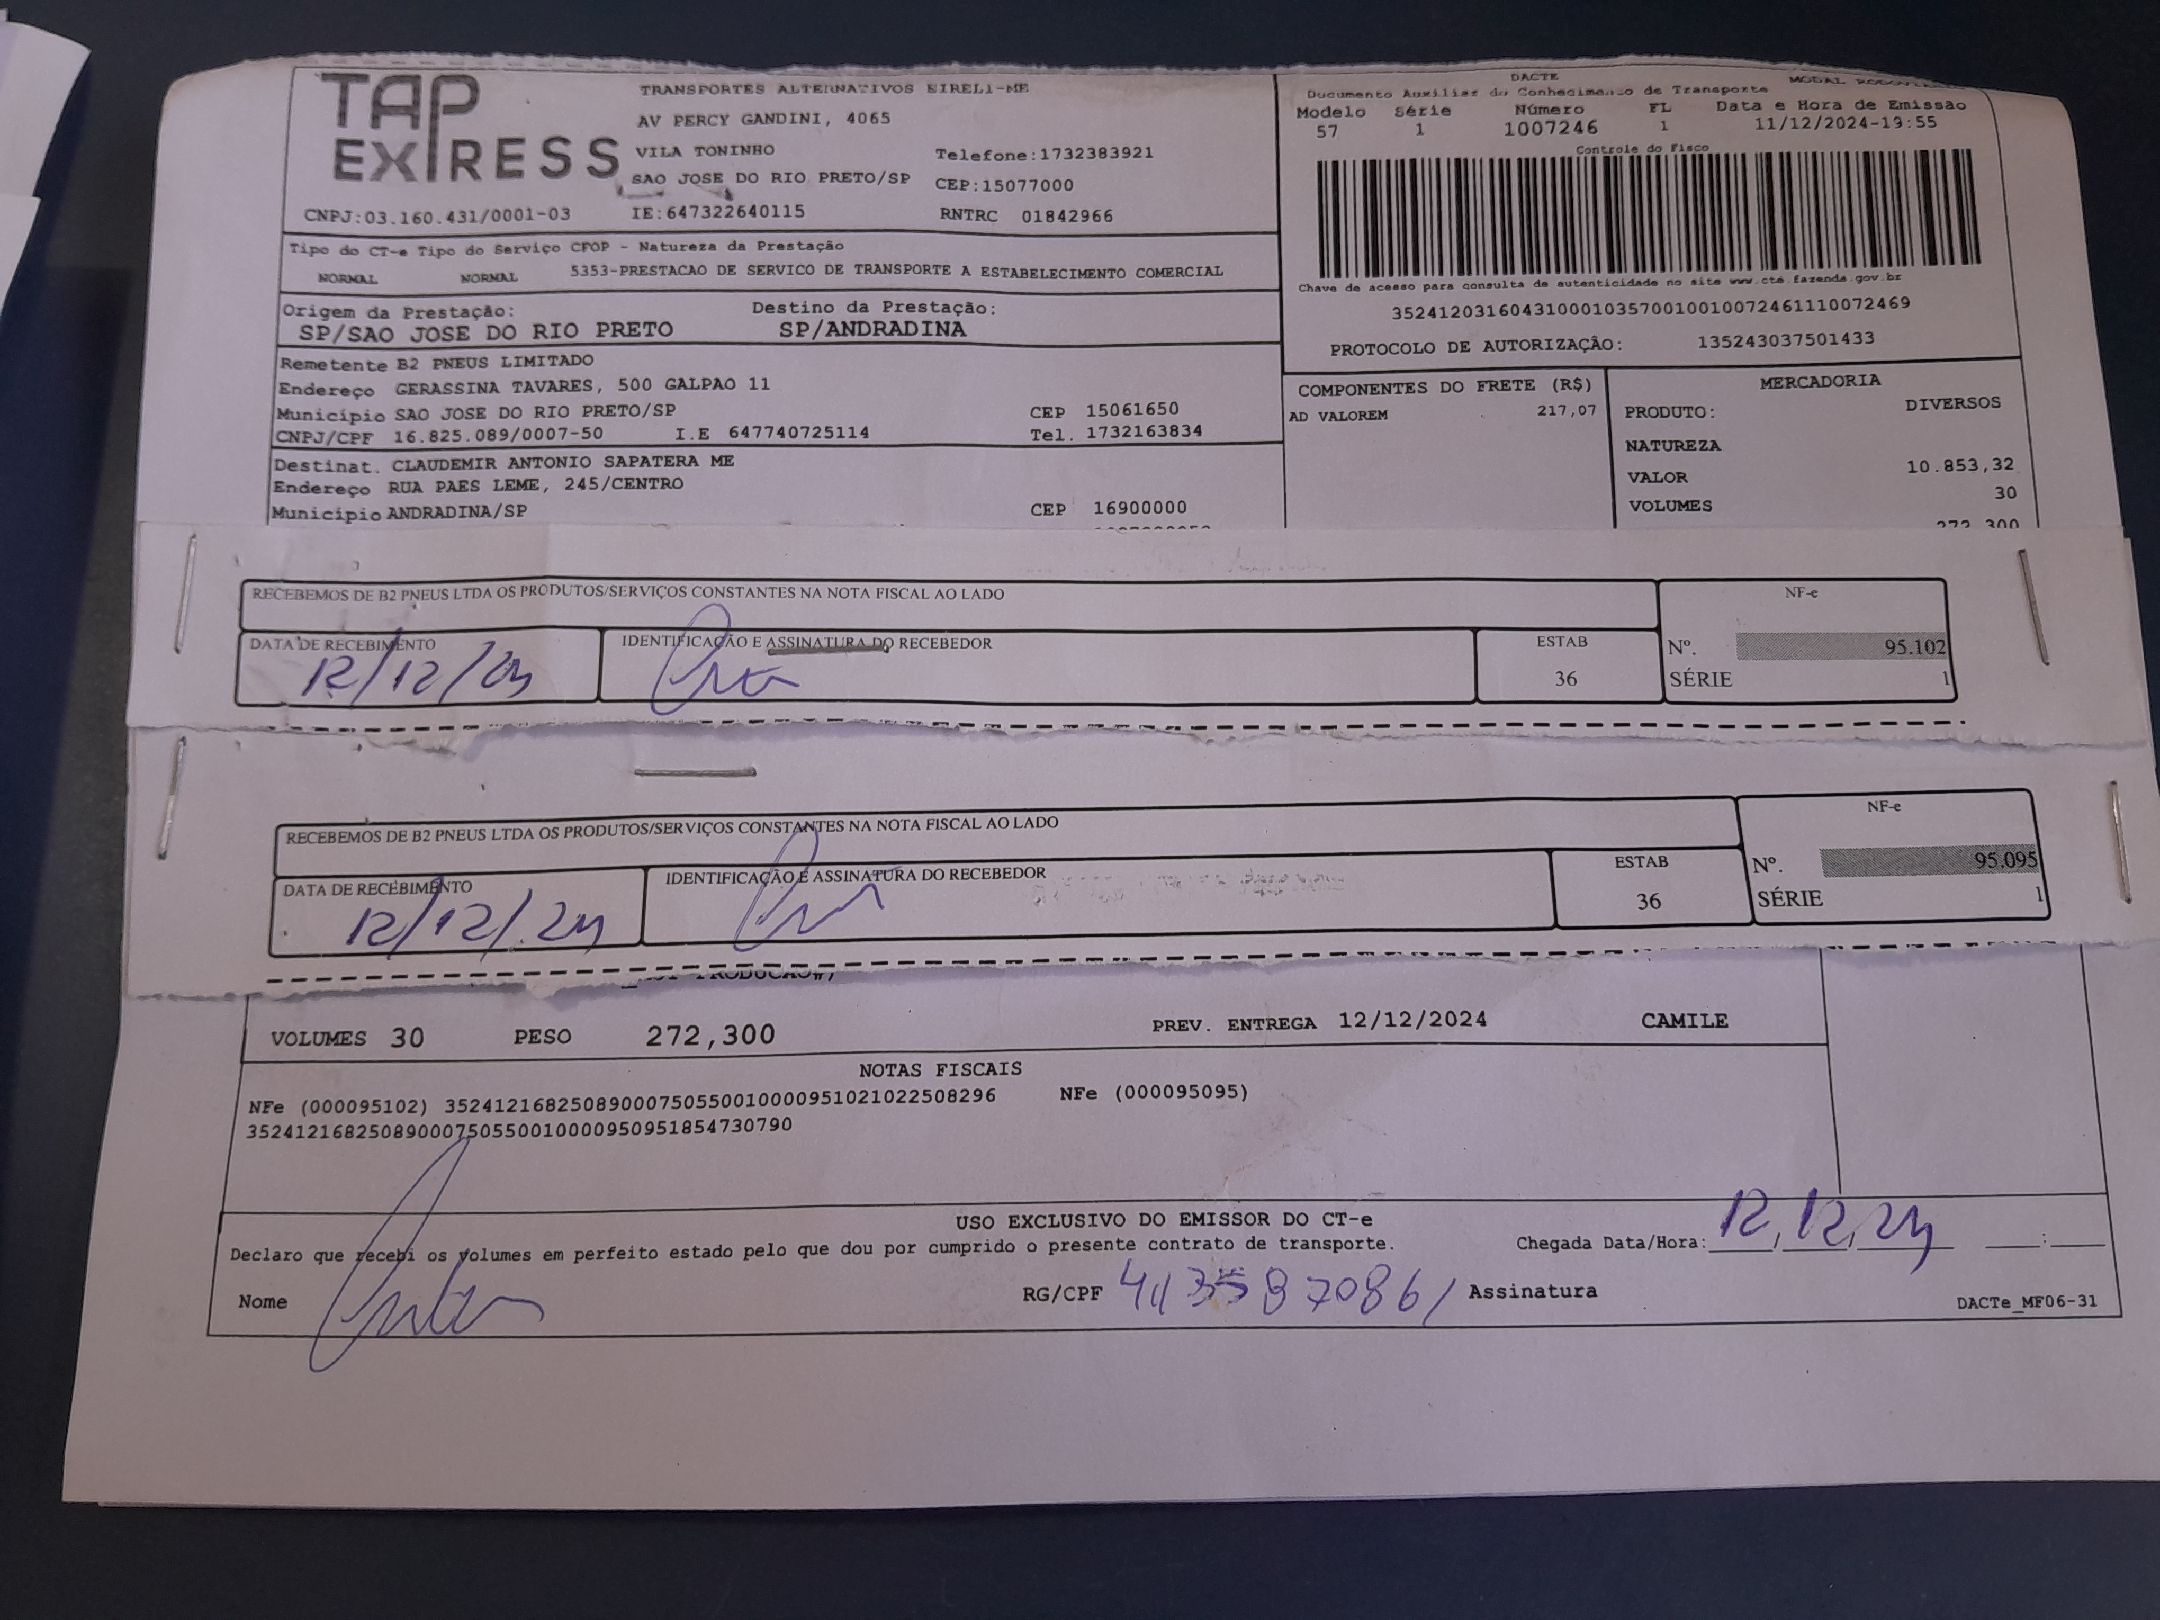 TAP EXPRESS
TRANSPORTES ALTERNATIVOS EIRELI-ME
AV PERCY GANDINI, 4065
VILA TONINHO Telefone:1732383921
SAO JOSE DO RIO PRETO/SP CEP:15077000
CNPJ:03.160.431/0001-03 IE:647322640115 RNTRC 01842966
Tipo do CT-e Tipo do Serviço CFOP - Natureza da Prestação
NORMAL NORMAL 5353-PRESTACAO DE SERVICO DE TRANSPORTE A ESTABELECIMENTO COMERCIAL
Origem da Prestação: Destino da Prestação:
SP/SAO JOSE DO RIO PRETO SP/ANDRADINA
Remetente B2 PNEUS LIMITADO
Endereço GERASSINA TAVARES, 500 GALPAO 11
Município SAO JOSE DO RIO PRETO/SP CEP 15061650
CNPJ/CPF 16.825.089/0007-50 I.E 647740725114 Tel. 1732163834
Destinat. CLAUDEMIR ANTONIO SAPATERA ME
Endereço RUA PAES LEME, 245/CENTRO
Município ANDRADINA/SP CEP 16900000
DACTE MODAL
Documento Auxiliar do Conhecimento de Transporte
Modelo Série Número FL Data e Hora de Emissão
57 1 1007246 1 11/12/2024-19:55
Controle do Fisco
Chave de acesso para consulta de autenticidade no site www.cte.fazenda.gov.br
35241203160431000103570010010072461110072469
PROTOCOLO DE AUTORIZAÇÃO: 135243037501433
COMPONENTES DO FRETE (R$)
AD VALOREM 217,07
MERCADORIA
PRODUTO: DIVERSOS
NATUREZA
VALOR 10.853,32
VOLUMES 30
272,300
RECEBEMOS DE B2 PNEUS LTDA OS PRODUTOS/SERVIÇOS CONSTANTES NA NOTA FISCAL AO LADO
NF-e
DATA DE RECEBIMENTO IDENTIFICAÇÃO E ASSINATURA DO RECEBEDOR ESTAB Nº. 95.102
12/12/24 36 SÉRIE 1
RECEBEMOS DE B2 PNEUS LTDA OS PRODUTOS/SERVIÇOS CONSTANTES NA NOTA FISCAL AO LADO
NF-e
DATA DE RECEBIMENTO IDENTIFICAÇÃO E ASSINATURA DO RECEBEDOR ESTAB Nº. 95.095
12/12/24 36 SÉRIE 1
VOLUMES 30 PESO 272,300 PREV. ENTREGA 12/12/2024 CAMILE
NOTAS FISCAIS
NFe (000095102) 35241216825089000750550010000951021022508296 NFe (000095095)
35241216825089000750550010000950951854730790
USO EXCLUSIVO DO EMISSOR DO CT-e
Declaro que recebi os volumes em perfeito estado pelo que dou por cumprido o presente contrato de transporte. Chegada Data/Hora: 12,12,24 :
Nome RG/CPF Assinatura
DACTe_MF06-31